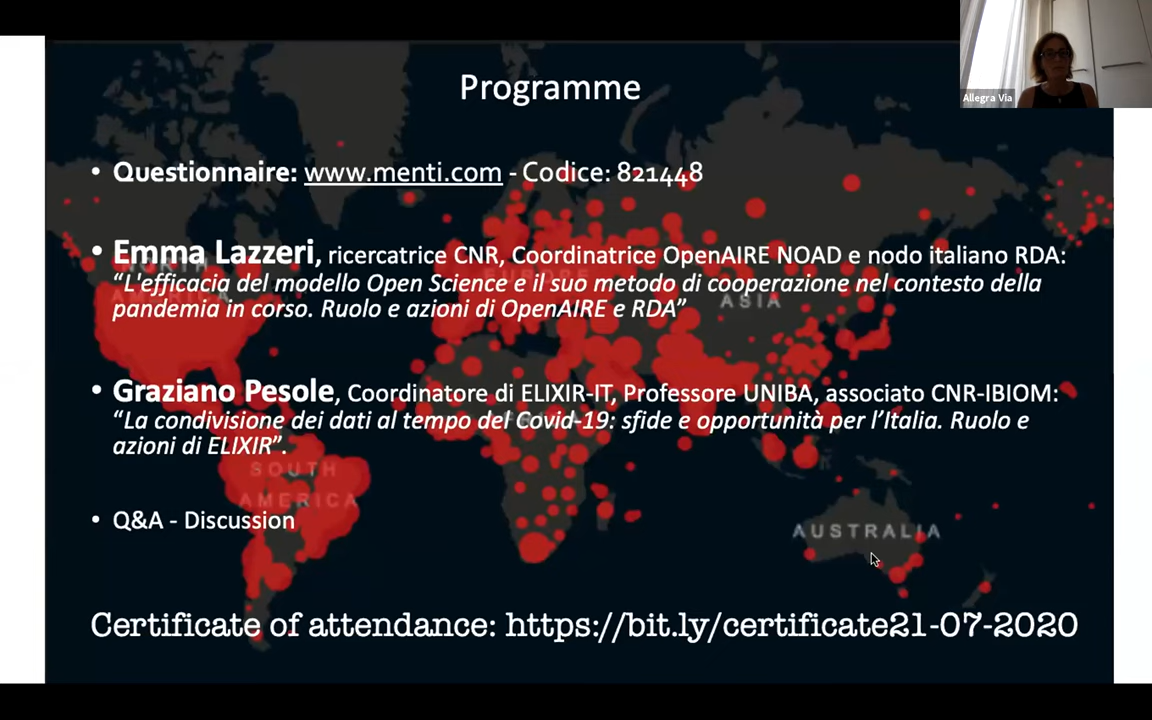 Programme
Allegra Via
• Questionnaire: www.menti.com - Codice: 821448
• Emma Lazzeri, ricercatrice CNR, Coordinatrice OpenAIRE NOAD e nodo italiano RDA:
“L'efficacia del modello Open Science e il suo metodo di cooperazione nel contesto della
pandemia in corso. Ruolo e azioni di OpenAIRE e RDA”
NORTH
AMERICA
EUROPE
ASIA
• Graziano Pesole, Coordinatore di ELIXIR-IT, Professore UNIBA, associato CNR-IBIOM:
“La condivisione dei dati al tempo del Covid-19: sfide e opportunità per l’Italia. Ruolo e
azioni di ELIXIR”.
SOUTH
AMERICA
• Q&A - Discussion
AUSTRALIA
Certificate of attendance: https://bit.ly/certificate21-07-2020